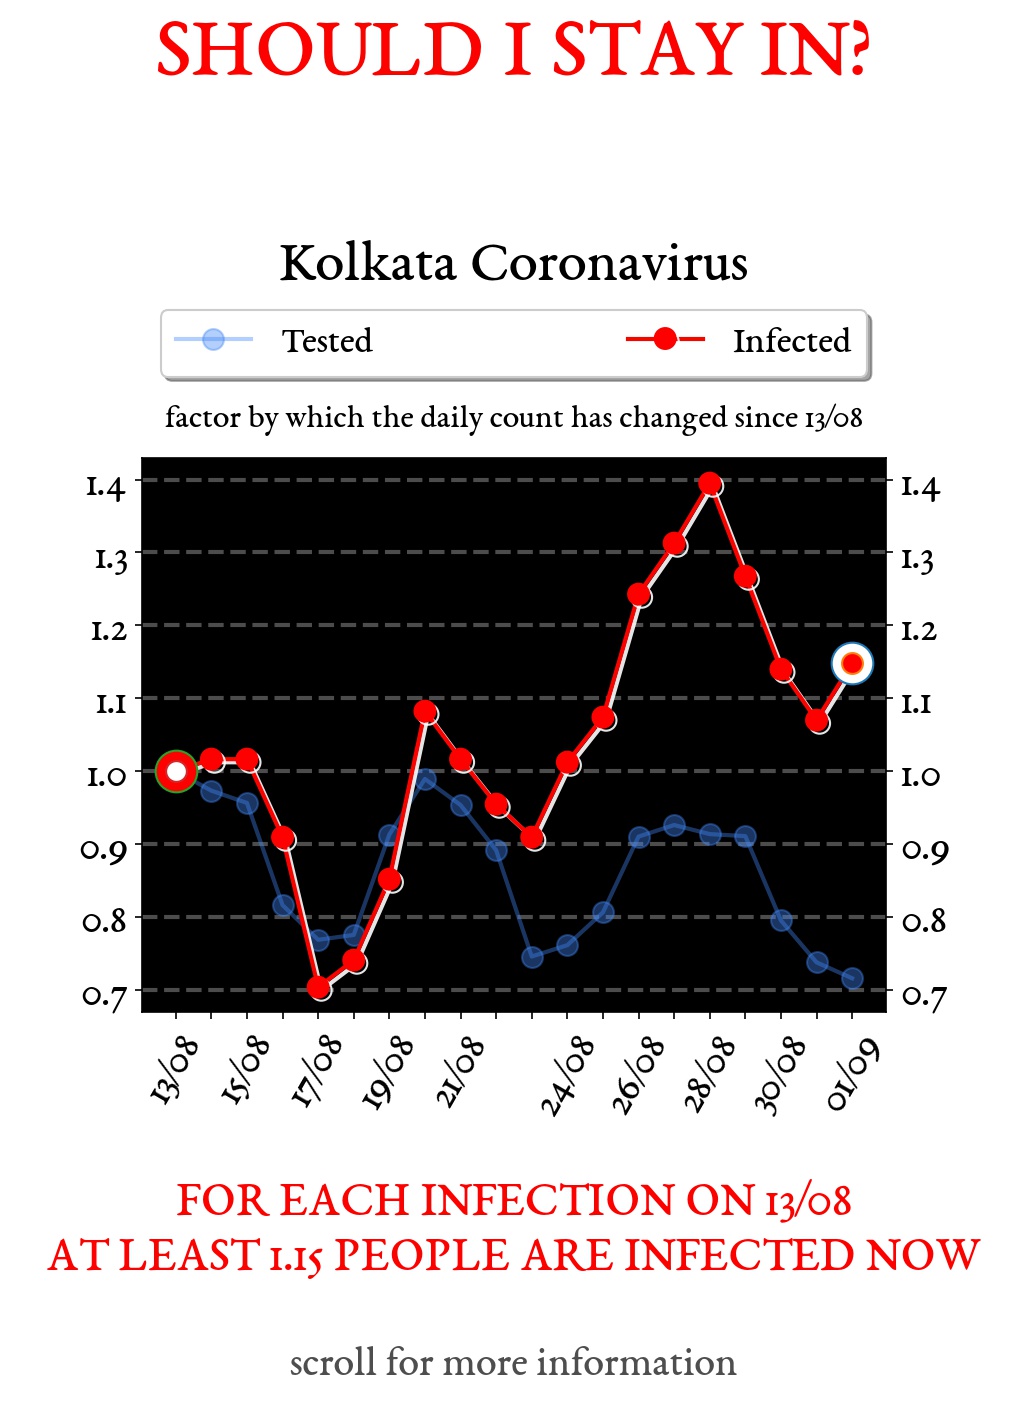 SHOULD I STAY IN?
Kolkata Coronavirus
Tested Infected
factor by which the daily count has changed since 13/08
1.4 1.4
1.3 1.3
1.2 1.2
1.1 1.1
1.0 1.0
0.9 0.9
0.8 0.8
0.7 0.7
13/08 15/08 17/08 19/08 21/08 24/08 26/08 28/08 30/08 01/09
FOR EACH INFECTION ON 13/08
AT LEAST 1.15 PEOPLE ARE INFECTED NOW
scroll for more information